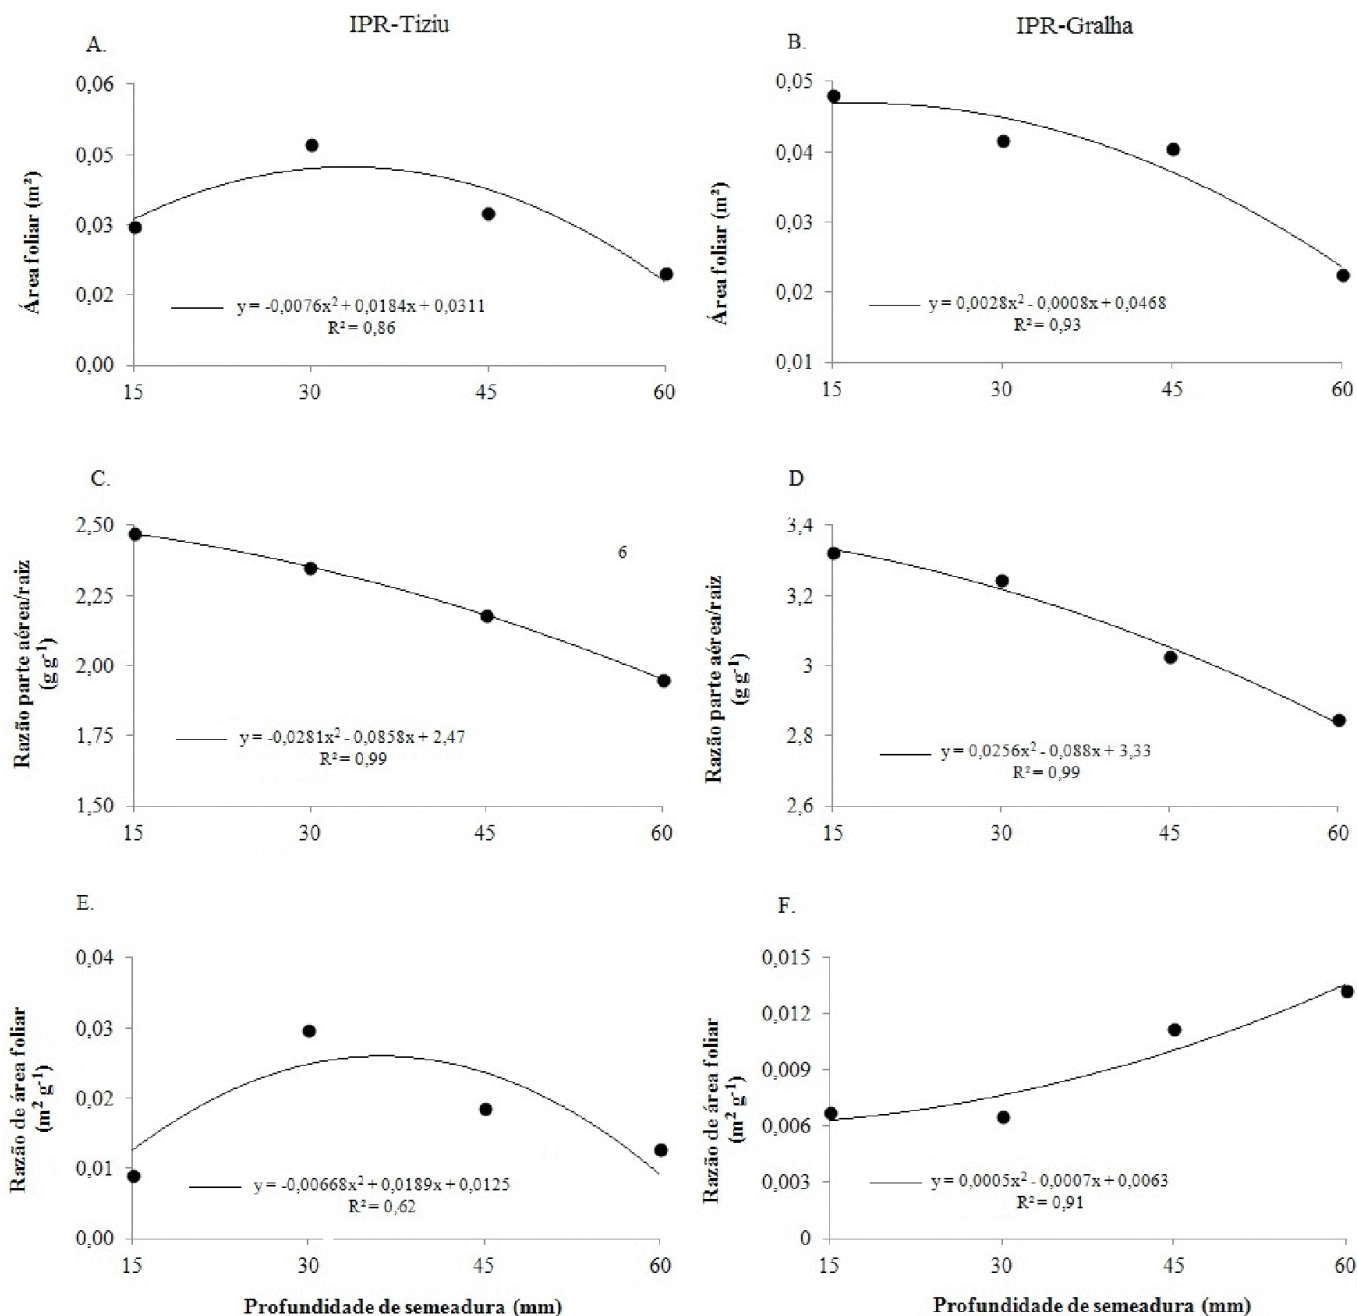 IPR-Tiziu
A.
0,06
0,05
0,03
0,02
0,00
Área foliar (m²)
y = -0,0076x² + 0,0184x + 0,0311
R² = 0,86
15 30 45 60
IPR-Gralha
B.
0,05
0,04
0,03
0,02
0,01
Área foliar (m²)
y = 0,0028x² - 0,0008x + 0,0468
R² = 0,93
15 30 45 60
C.
2,50
2,25
2,00
1,75
1,50
Razão parte aérea/raiz
(g g⁻¹)
6
y = -0,0281x² - 0,0858x + 2,47
R² = 0,99
15 30 45 60
D
3,4
3,2
3
2,8
2,6
Razão parte aérea/raiz
(g g⁻¹)
y = 0,0256x² - 0,088x + 3,33
R² = 0,99
15 30 45 60
E.
0,04
0,03
0,02
0,01
0,00
Razão de área foliar
(m² g⁻¹)
y = -0,00668x² + 0,0189x + 0,0125
R² = 0,62
15 30 45 60
Profundidade de semeadura (mm)
F.
0,015
0,012
0,009
0,006
0,003
0
Razão de área foliar
(m² g⁻¹)
y = 0,0005x² - 0,0007x + 0,0063
R² = 0,91
15 30 45 60
Profundidade de semeadura (mm)